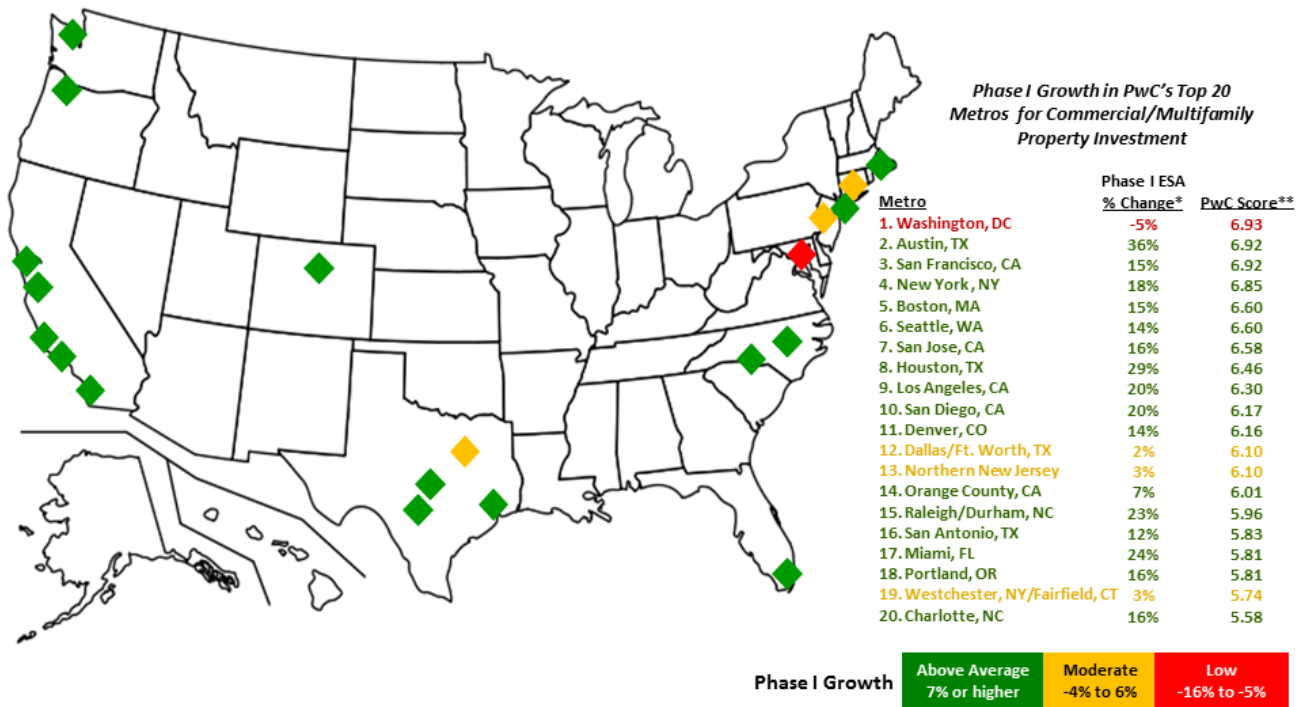 Phase I Growth in PwC's Top 20
Metros for Commercial/Multifamily
Property Investment
Phase I ESA
Metro % Change* PwC Score**
1. Washington, DC -5% 6.93
2. Austin, TX 36% 6.92
3. San Francisco, CA 15% 6.92
4. New York, NY 18% 6.85
5. Boston, MA 15% 6.60
6. Seattle, WA 14% 6.60
7. San Jose, CA 16% 6.58
8. Houston, TX 29% 6.46
9. Los Angeles, CA 20% 6.30
10. San Diego, CA 20% 6.17
11. Denver, CO 14% 6.16
12. Dallas/Ft. Worth, TX 2% 6.10
13. Northern New Jersey 3% 6.10
14. Orange County, CA 7% 6.01
15. Raleigh/Durham, NC 23% 5.96
16. San Antonio, TX 12% 5.83
17. Miami, FL 24% 5.81
18. Portland, OR 16% 5.81
19. Westchester, NY/Fairfield, CT 3% 5.74
20. Charlotte, NC 16% 5.58
Phase I Growth
Above Average Moderate Low
7% or higher -4% to 6% -16% to -5%